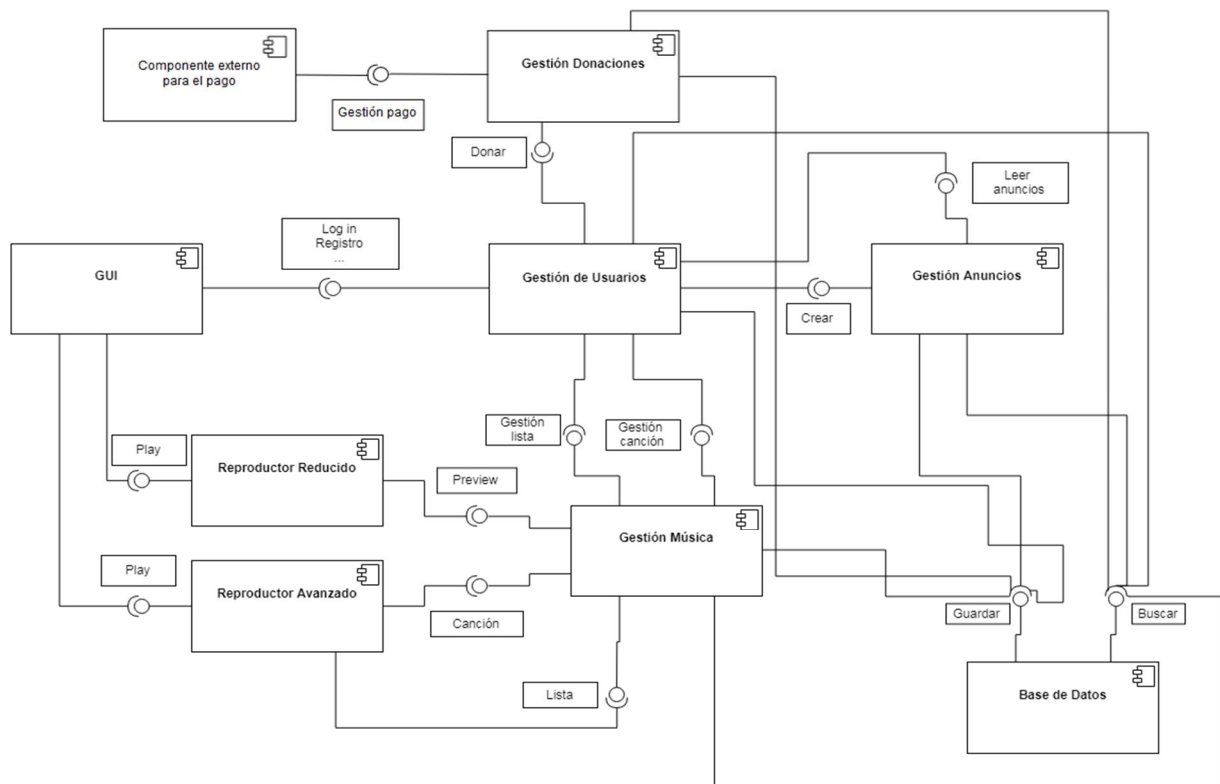 Componente externo
para el pago
Gestión Donaciones
Gestión pago
Donar
Leer
anuncios
Log in
Registro
...
GUI
Gestión de Usuarios
Gestión Anuncios
Crear
Gestión
lista
Gestión
canción
Play
Reproductor Reducido
Preview
Gestión Música
Play
Reproductor Avanzado
Canción
Guardar
Buscar
Lista
Base de Datos